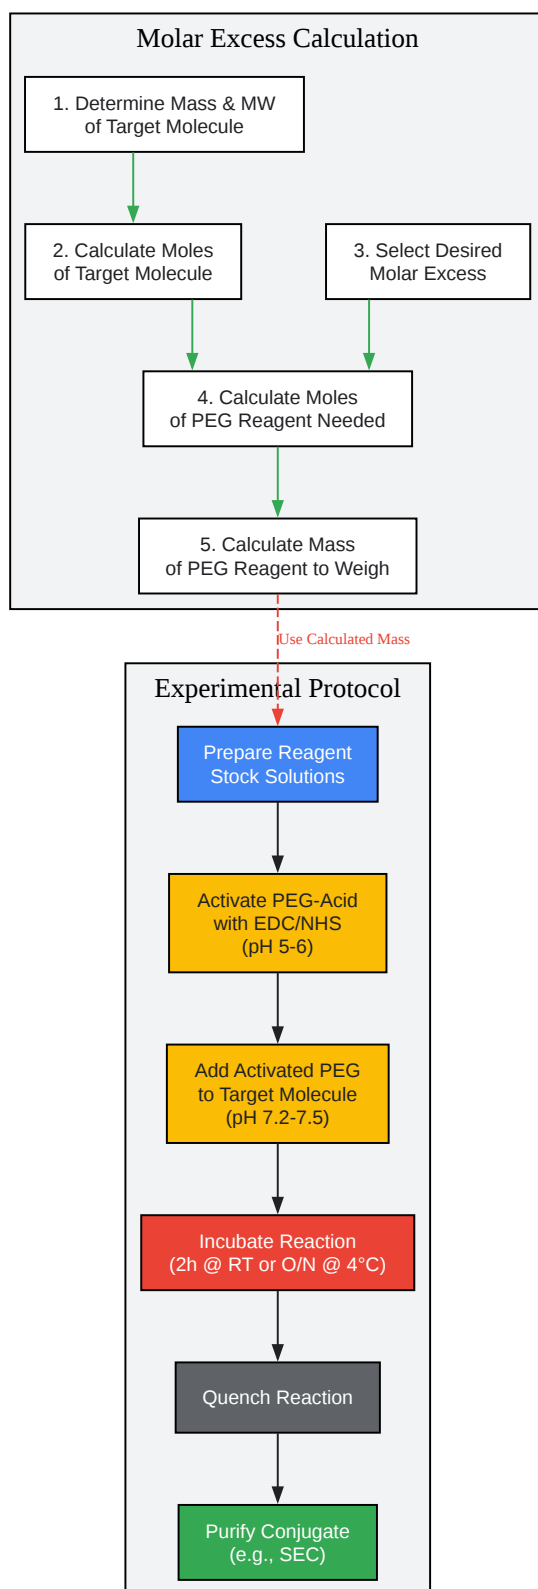 Molar Excess Calculation
1. Determine Mass & MW
of Target Molecule
2. Calculate Moles
of Target Molecule
3. Select Desired
Molar Excess
4. Calculate Moles
of PEG Reagent Needed
5. Calculate Mass
of PEG Reagent to Weigh
Use Calculated Mass
Experimental Protocol
Prepare Reagent
Stock Solutions
Activate PEG-Acid
with EDC/NHS
(pH 5-6)
Add Activated PEG
to Target Molecule
(pH 7.2-7.5)
Incubate Reaction
(2h @ RT or O/N @ 4°C)
Quench Reaction
Purify Conjugate
(e.g., SEC)